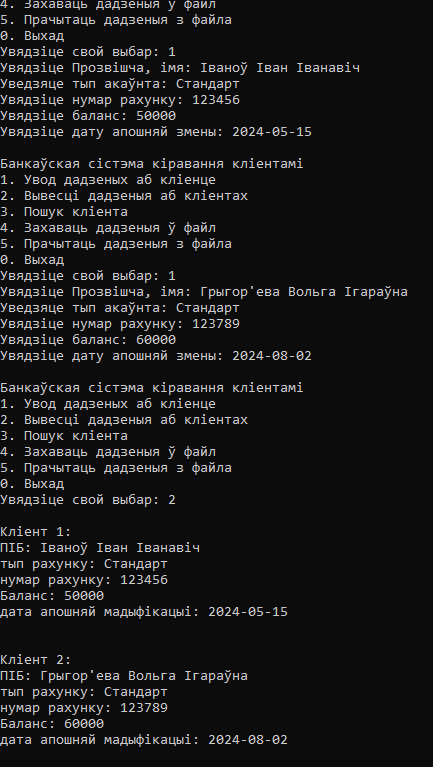 4. Захаваць дадзеныя ў файл
5. Прачытаць дадзеныя з файла
0. Выхад
Увядзіце свой выбар: 1
Увядзіце Прозвішча, імя: Іваноў Іван Іванавіч
Уведзяце тып акаўнта: Стандарт
Увядзіце нумар рахунку: 123456
Увядзіце баланс: 50000
Увядзіце дату апошняй змены: 2024-05-15
Банкаўская сістэма кіравання кліентамі
1. Увод дадзеных аб кліенце
2. Вывесці дадзеныя аб кліентах
3. Пошук кліента
4. Захаваць дадзеныя ў файл
5. Прачытаць дадзеныя з файла
0. Выхад
Увядзіце свой выбар: 1
Увядзіце Прозвішча, імя: Грыгор'ева Вольга Ігараўна
Уведзяце тып акаўнта: Стандарт
Увядзіце нумар рахунку: 123789
Увядзіце баланс: 60000
Увядзіце дату апошняй змены: 2024-08-02
Банкаўская сістэма кіравання кліентамі
1. Увод дадзеных аб кліенце
2. Вывесці дадзеныя аб кліентах
3. Пошук кліента
4. Захаваць дадзеныя ў файл
5. Прачытаць дадзеныя з файла
0. Выхад
Увядзіце свой выбар: 2
Кліент 1:
ПІБ: Іваноў Іван Іванавіч
тып рахунку: Стандарт
нумар рахунку: 123456
Баланс: 50000
дата апошняй мадыфікацыі: 2024-05-15
Кліент 2:
ПІБ: Грыгор'ева Вольга Ігараўна
тып рахунку: Стандарт
нумар рахунку: 123789
Баланс: 60000
дата апошняй мадыфікацыі: 2024-08-02